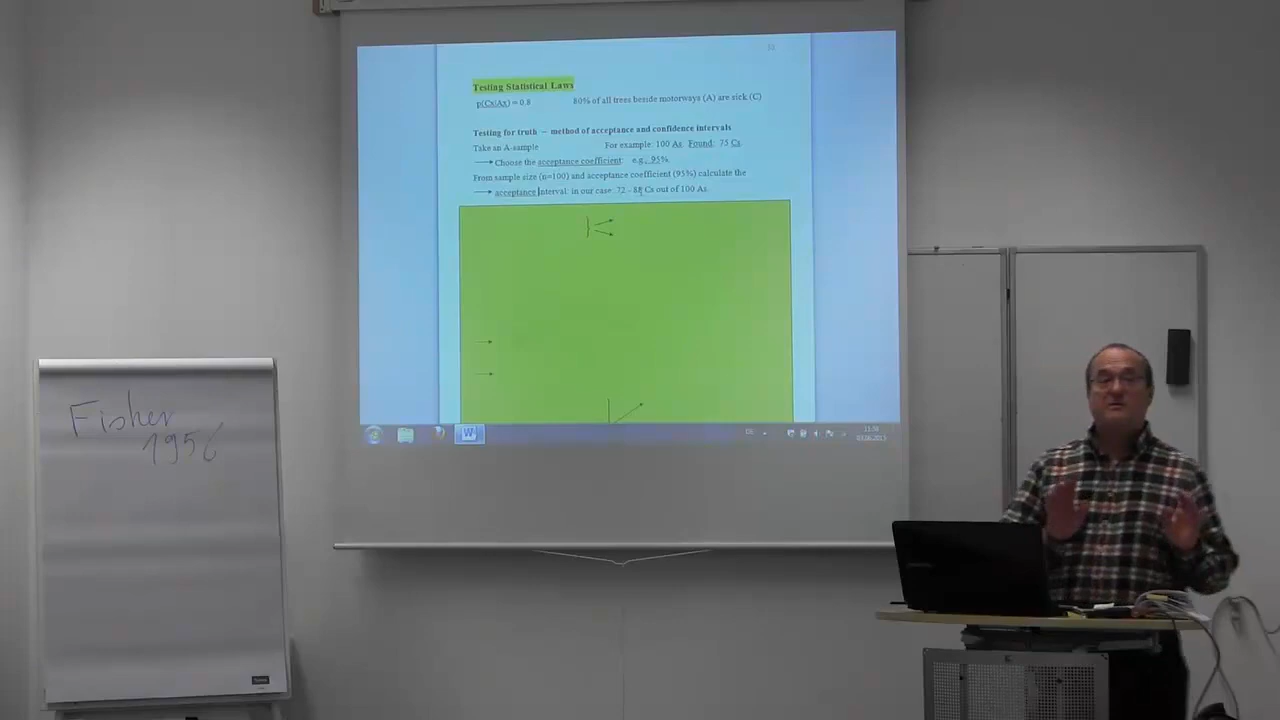 Testing Statistical Laws
p(Cx/Ax) = 0.8 80% of all trees beside motorways (A) are sick (C)
Testing for truth – method of acceptance and confidence intervals
Take an A-sample For example: 100 As. Found: 75 Cs.
Choose the acceptance coefficient: e.g., 95%.
From sample size (n=100) and acceptance coefficient (95%) calculate the
acceptance interval: in our case: 72 - 88 Cs out of 100 As.
DE
Fisher
1956